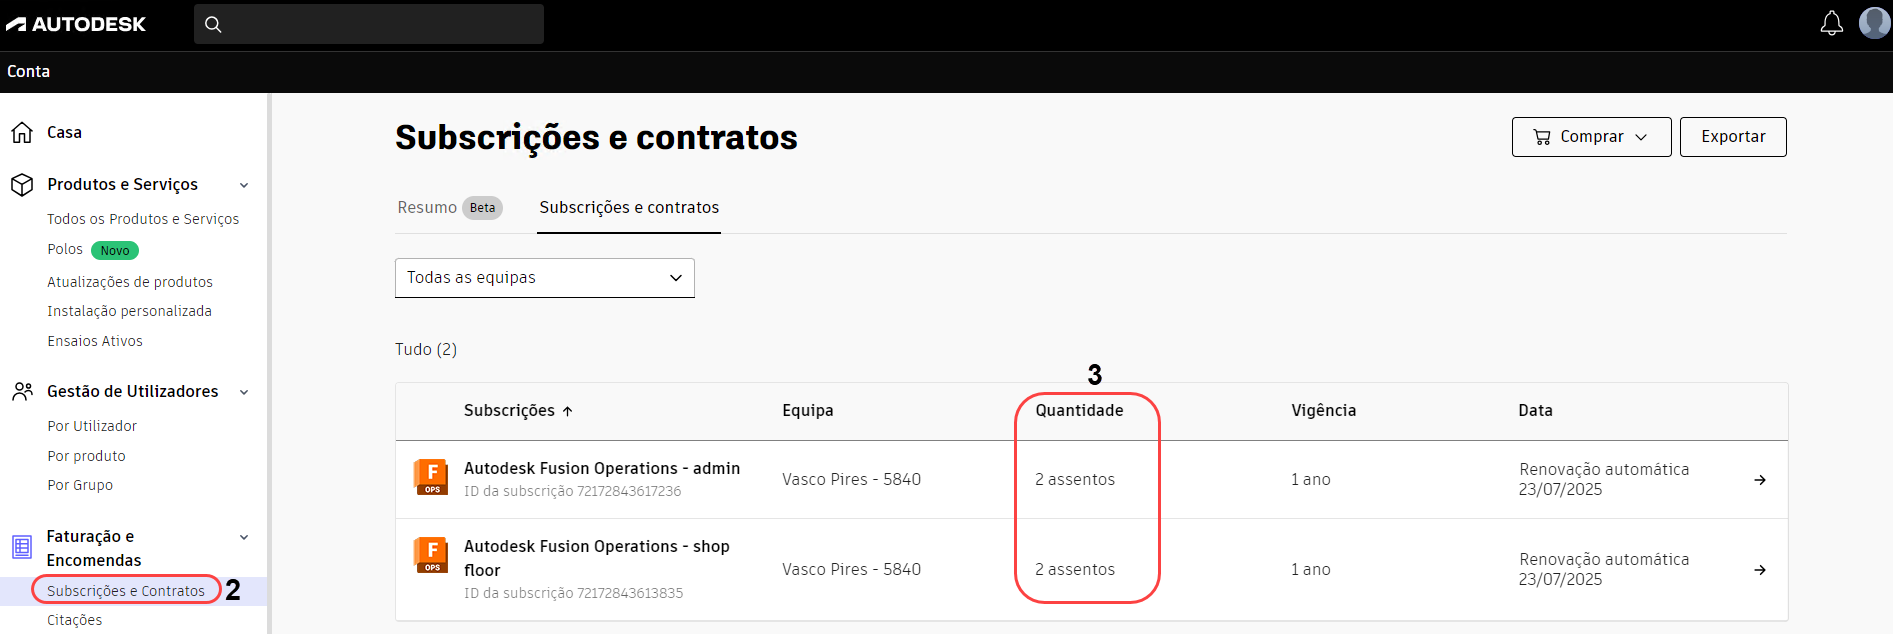 AUTODESK
Conta
Casa
Produtos e Serviços
Todos os Produtos e Serviços
Polos Novo
Atualizações de produtos
Instalação personalizada
Ensaios Ativos
Gestão de Utilizadores
Por Utilizador
Por produto
Por Grupo
Faturação e
Encomendas
Subscrições e Contratos 2
Citações
Subscrições e contratos
Comprar
Exportar
Resumo Beta
Subscrições e contratos
Todas as equipas
Tudo (2)
3
Subscrições ↑ Equipa Quantidade Vigência Data
F
OPS
Autodesk Fusion Operations - admin
ID da subscrição 72172843617236
Vasco Pires - 5840
2 assentos
1 ano
Renovação automática
23/07/2025
F
OPS
Autodesk Fusion Operations - shop
floor
ID da subscrição 72172843613835
Vasco Pires - 5840
2 assentos
1 ano
Renovação automática
23/07/2025